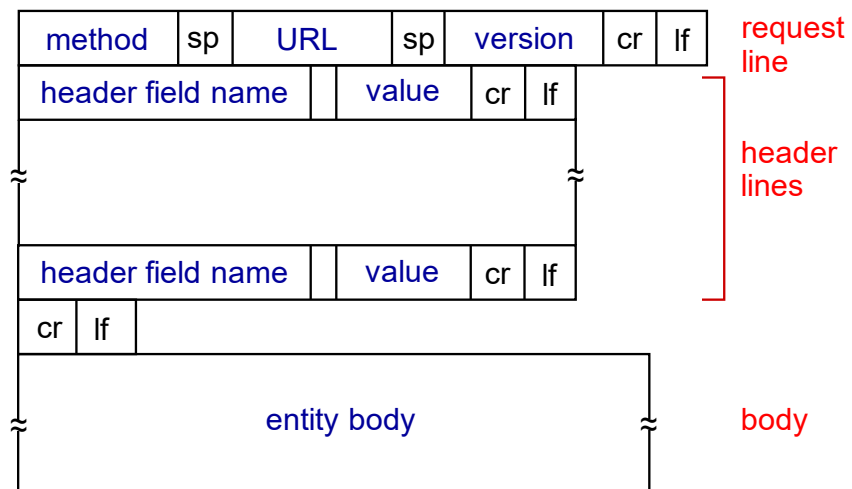 method sp URL sp version cr lf request
line
header field name value cr lf
header
lines
header field name value cr lf
cr lf
entity body body